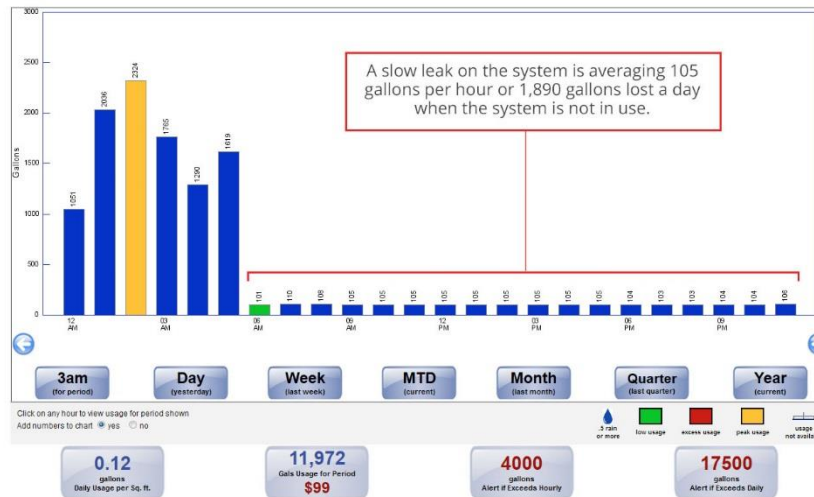 3000
2500
2000
1500
1000
500
0
Gallons
1051
2036
2324
1765
1290
1619
101
110
108
105
105
105
105
105
105
106
105
105
104
103
103
104
104
106
A slow leak on the system is averaging 105
gallons per hour or 1,890 gallons lost a day
when the system is not in use.
12
AM
03
AM
06
AM
09
AM
12
PM
03
PM
06
PM
09
PM
3am
(for period)
Day
(yesterday)
Week
(last week)
MTD
(current)
Month
(last month)
Quarter
(last quarter)
Year
(current)
Click on any hour to view usage for period shown
Add numbers to chart yes no
.5 rain
or more
low usage
excess usage
peak usage
usage
not
0.12
gallons
Daily Usage per Sq. ft.
11,972
Gals Usage for Period
$99
4000
gallons
Alert if Exceeds Hourly
17500
gallons
Alert if Exceeds Daily